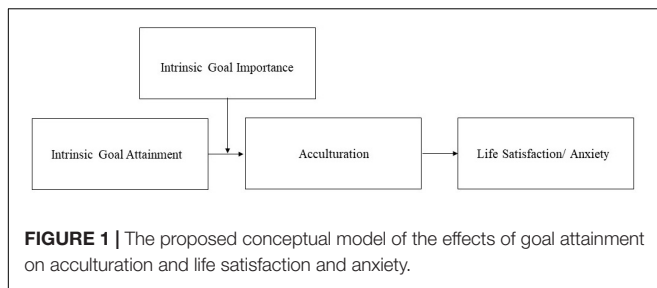 Intrinsic Goal Importance
Intrinsic Goal Attainment
Acculturation
Life Satisfaction/ Anxiety
FIGURE 1 | The proposed conceptual model of the effects of goal attainment
on acculturation and life satisfaction and anxiety.